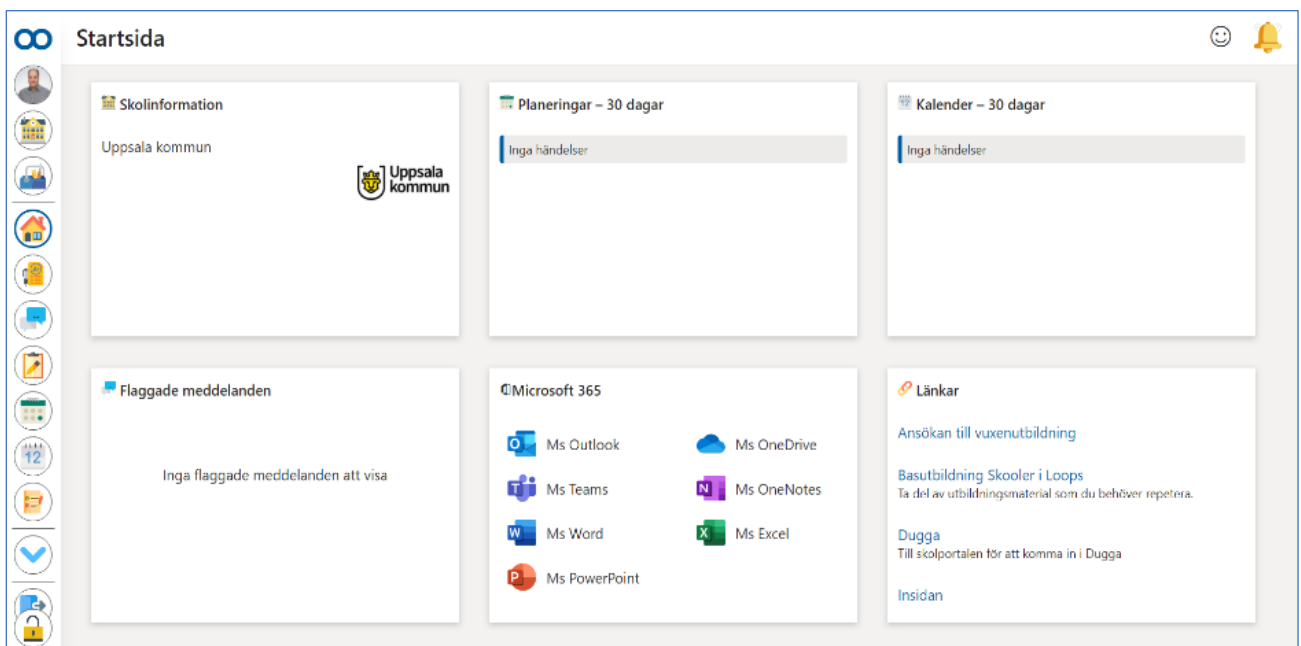 Startsida
Skolinformation
Uppsala kommun
Uppsala
kommun
Planeringar – 30 dagar
Inga händelser
Kalender – 30 dagar
Inga händelser
Flaggade meddelanden
Inga flaggade meddelanden att visa
Microsoft 365
Ms Outlook
Ms OneDrive
Ms Teams
Ms OneNotes
Ms Word
Ms Excel
Ms PowerPoint
Länkar
Ansökan till vuxenutbildning
Basutbildning Skooler i Loops
Ta del av utbildningsmaterial som du behöver repetera.
Dugga
Till skolportalen för att komma in i Dugga
Insidan
12